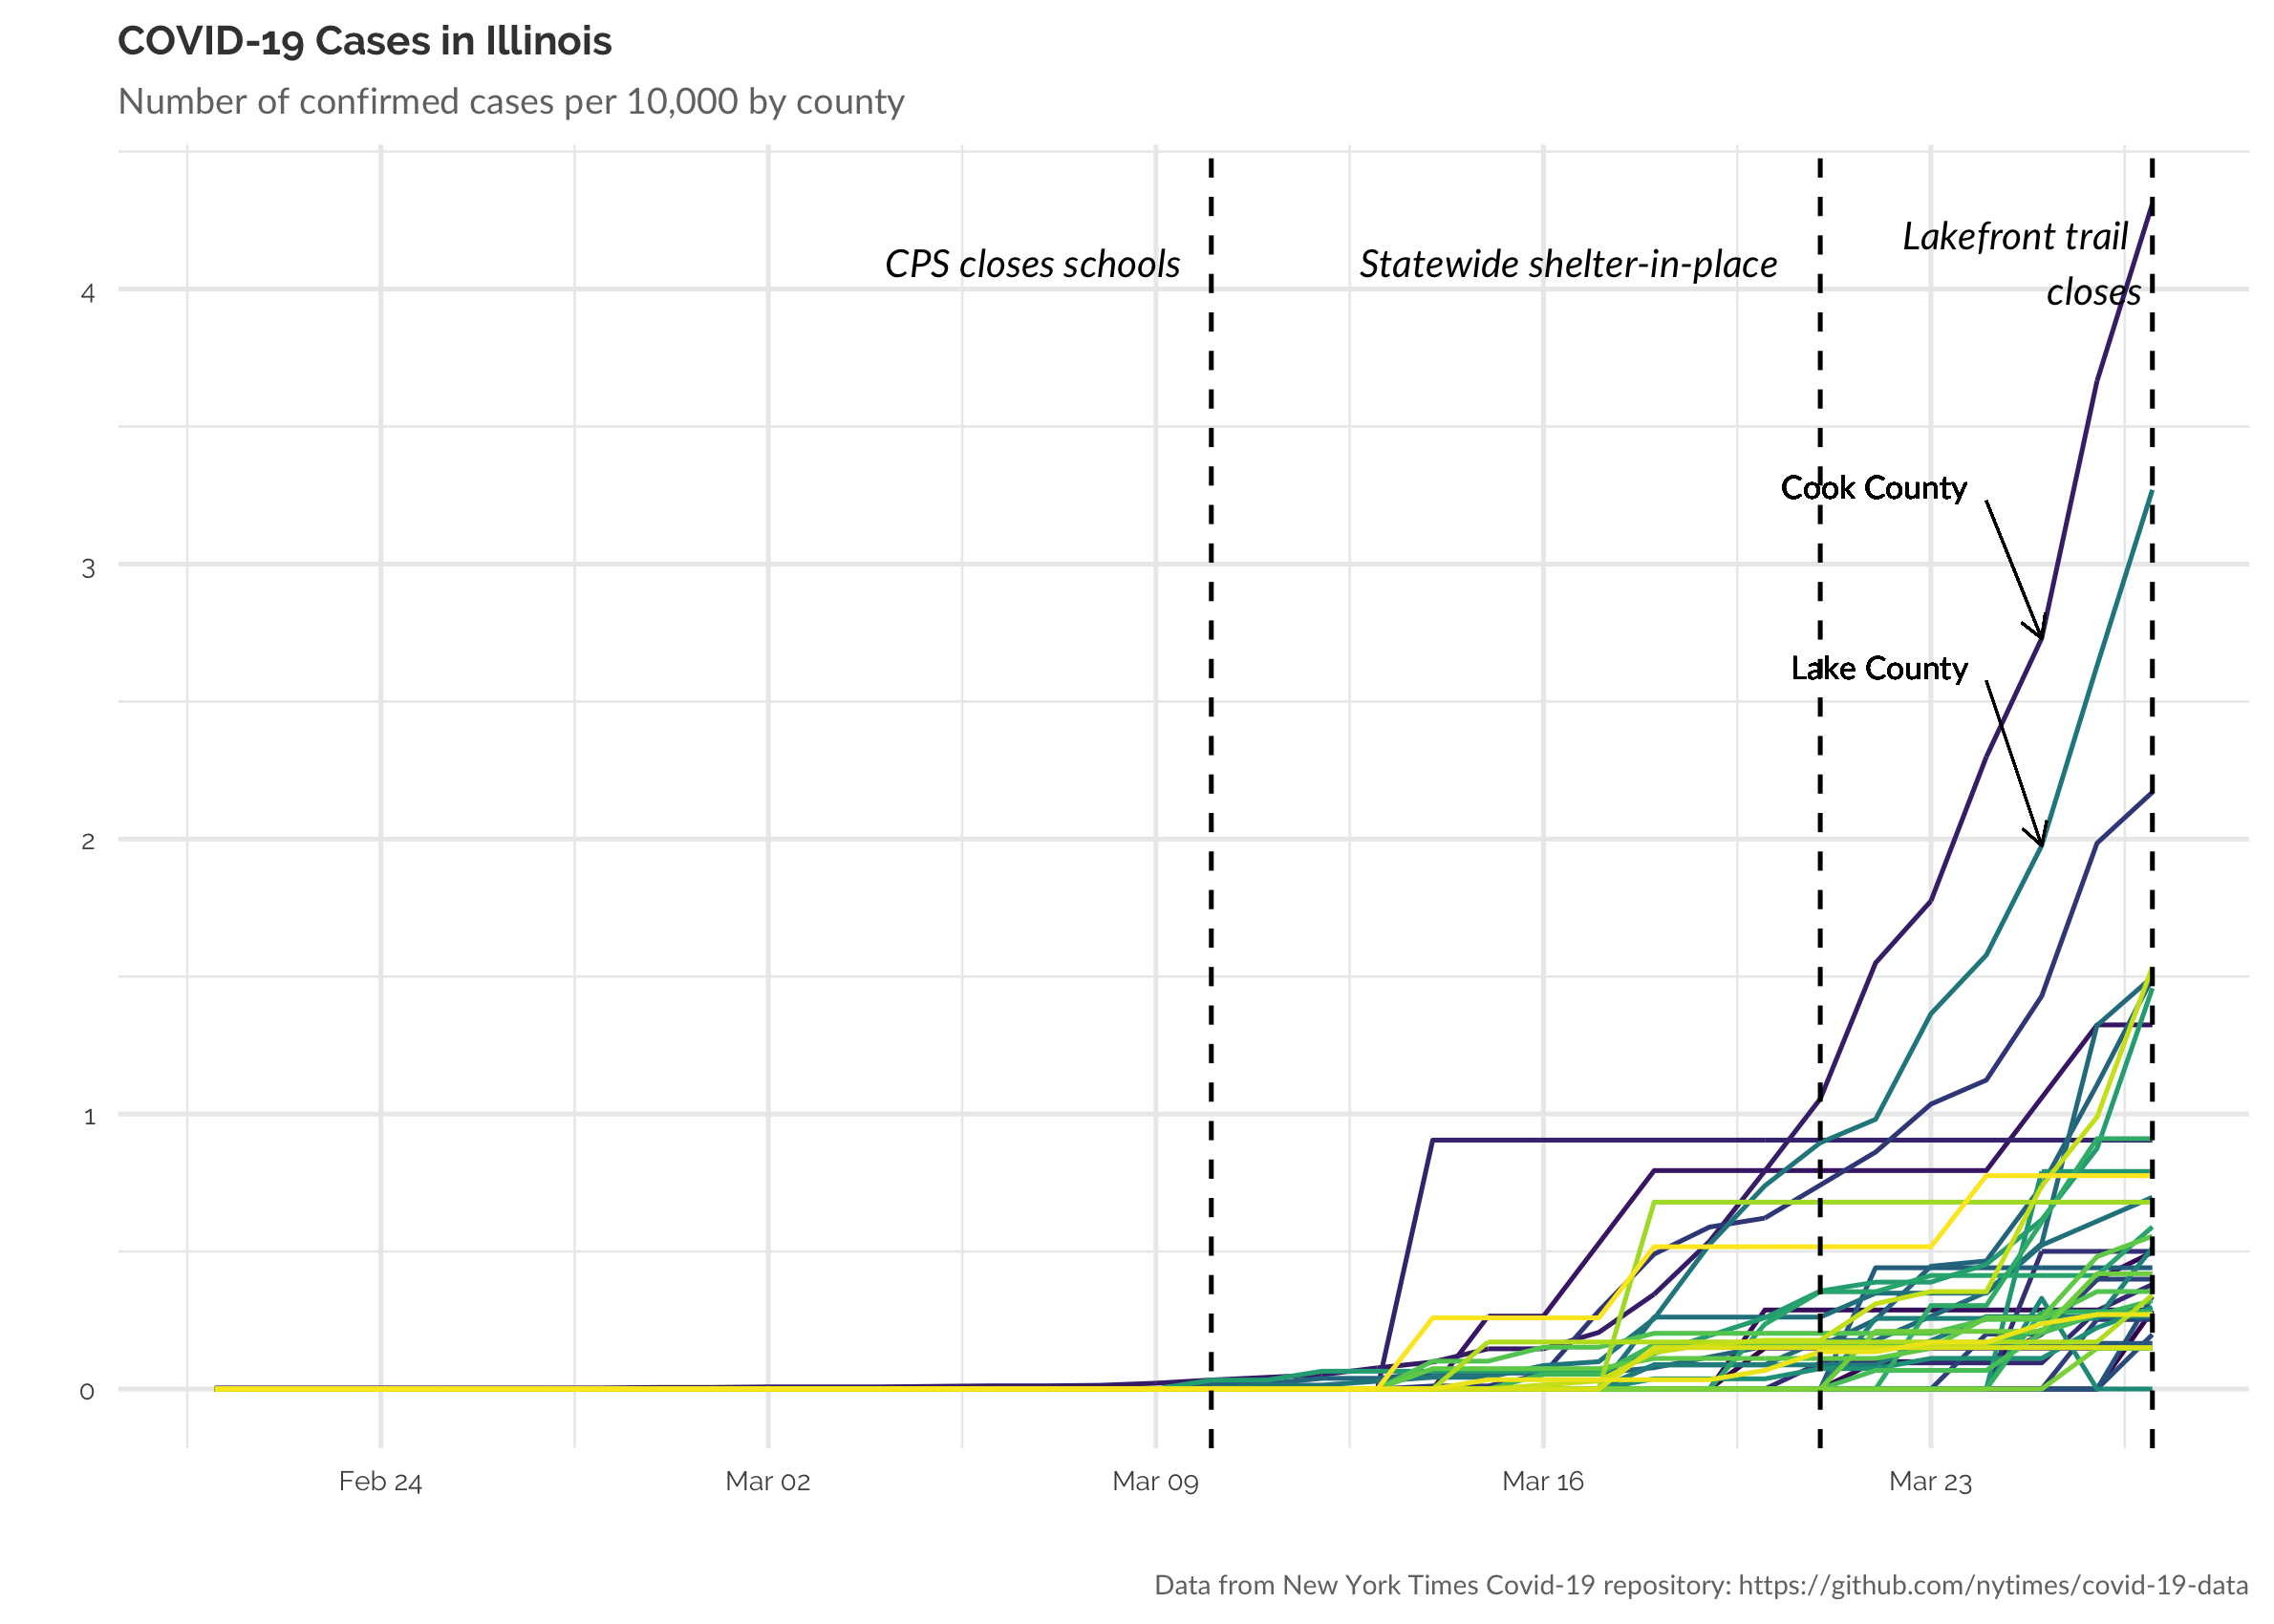 COVID-19 Cases in Illinois
Number of confirmed cases per 10,000 by county
CPS closes schools
Statewide shelter-in-place
Lakefront trail
closes
4
Cook County
3
Lake County
2
1
0
Feb 24
Mar 02
Mar 09
Mar 16
Mar 23
Data from New York Times Covid-19 repository: https://github.com/nytimes/covid-19-data